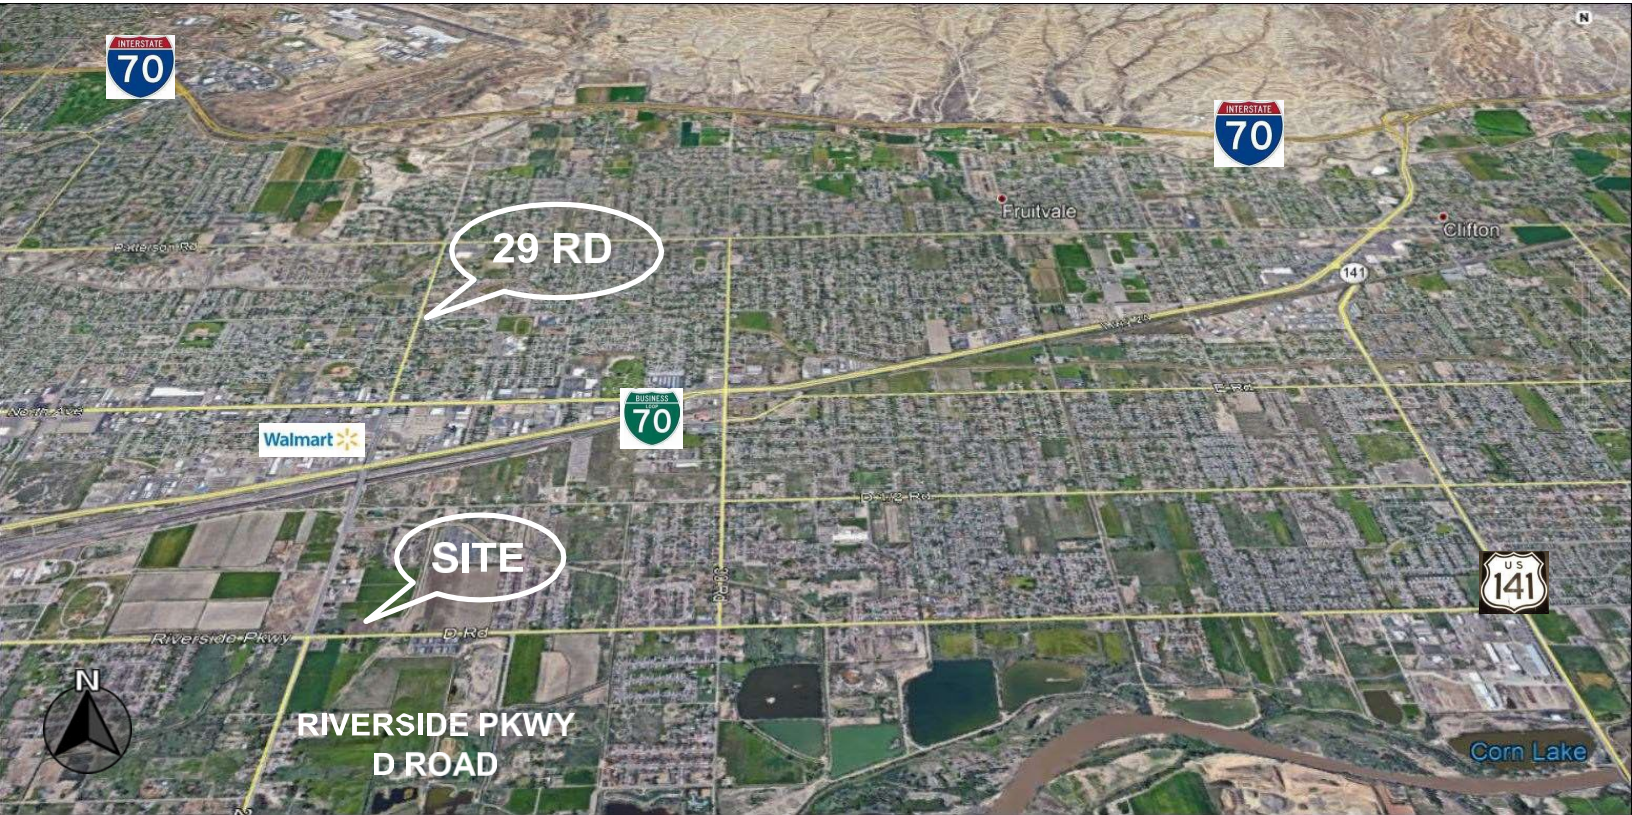 N
INTERSTATE
70
INTERSTATE
70
Fruitvale
Clifton
Patterson Rd
29 RD
141
North Ave
E Rd
BUSINESS
LOOP
70
Walmart
D 1/2 Rd
SITE
US
141
Riverside Pkwy
D Rd
N
RIVERSIDE PKWY
D ROAD
Corn Lake